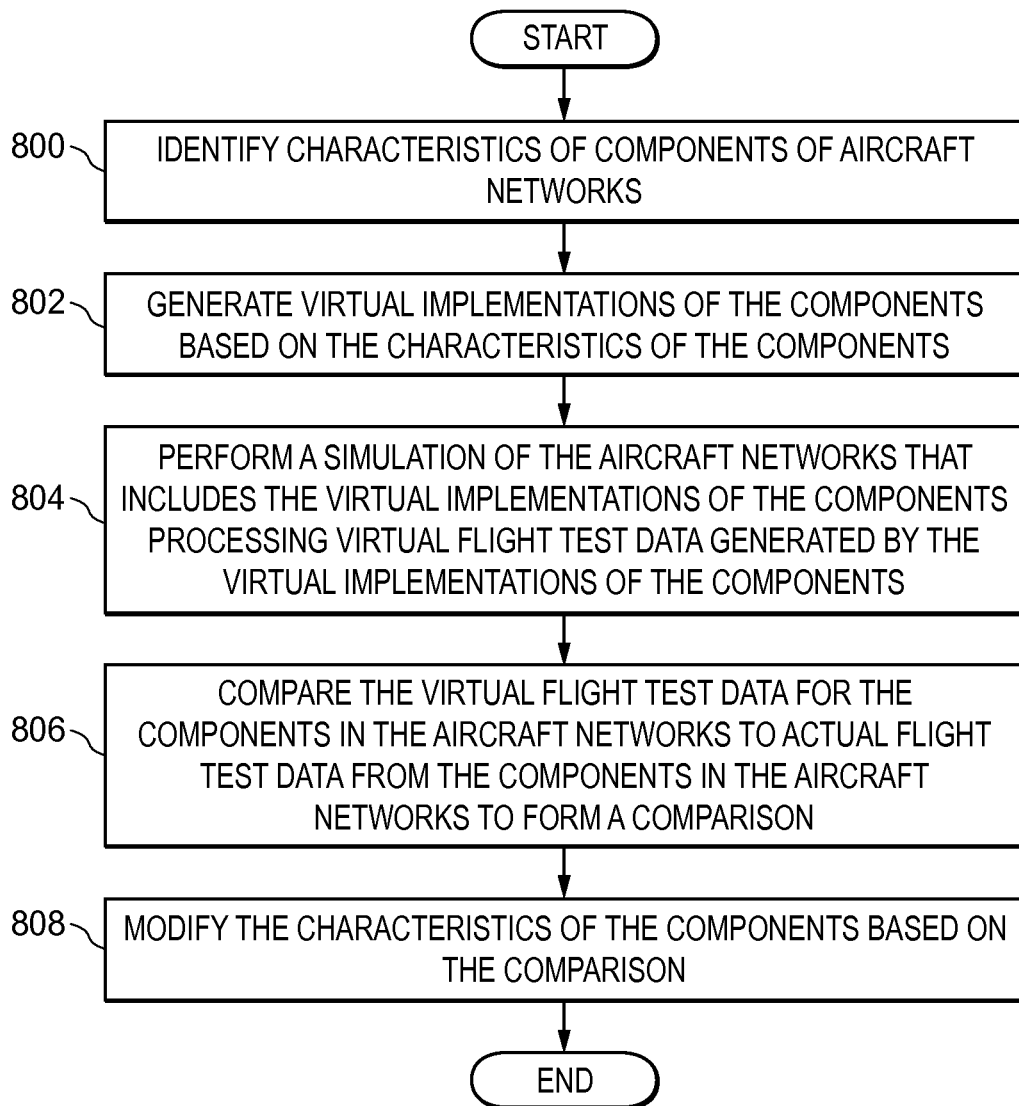 START
800
IDENTIFY CHARACTERISTICS OF COMPONENTS OF AIRCRAFT
NETWORKS
802
GENERATE VIRTUAL IMPLEMENTATIONS OF THE COMPONENTS
BASED ON THE CHARACTERISTICS OF THE COMPONENTS
804
PERFORM A SIMULATION OF THE AIRCRAFT NETWORKS THAT
INCLUDES THE VIRTUAL IMPLEMENTATIONS OF THE COMPONENTS
PROCESSING VIRTUAL FLIGHT TEST DATA GENERATED BY THE
VIRTUAL IMPLEMENTATIONS OF THE COMPONENTS
806
COMPARE THE VIRTUAL FLIGHT TEST DATA FOR THE
COMPONENTS IN THE AIRCRAFT NETWORKS TO ACTUAL FLIGHT
TEST DATA FROM THE COMPONENTS IN THE AIRCRAFT
NETWORKS TO FORM A COMPARISON
808
MODIFY THE CHARACTERISTICS OF THE COMPONENTS BASED ON
THE COMPARISON
END